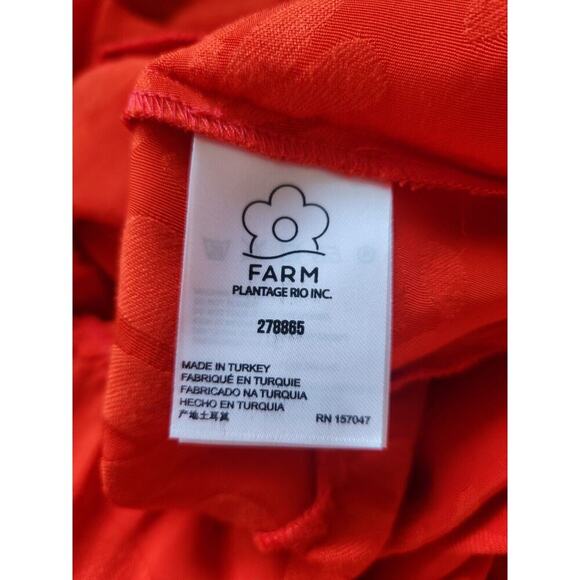 FARM
PLANTAGE RIO INC.
278865
MADE IN TURKEY
FABRIQUÉ EN TURQUIE
FABRICADO NA TURQUIA
HECHO EN TURQUIA
产地土耳其 RN 157047